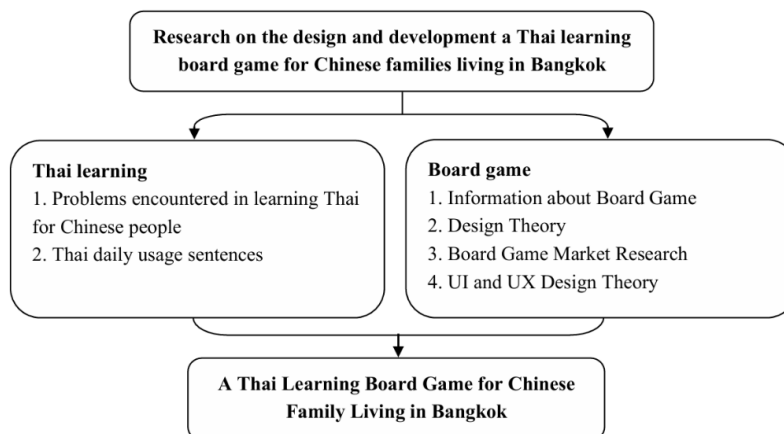 Research on the design and development a Thai learning
board game for Chinese families living in Bangkok
Thai learning
1. Problems encountered in learning Thai
for Chinese people
2. Thai daily usage sentences
Board game
1. Information about Board Game
2. Design Theory
3. Board Game Market Research
4. UI and UX Design Theory
A Thai Learning Board Game for Chinese
Family Living in Bangkok